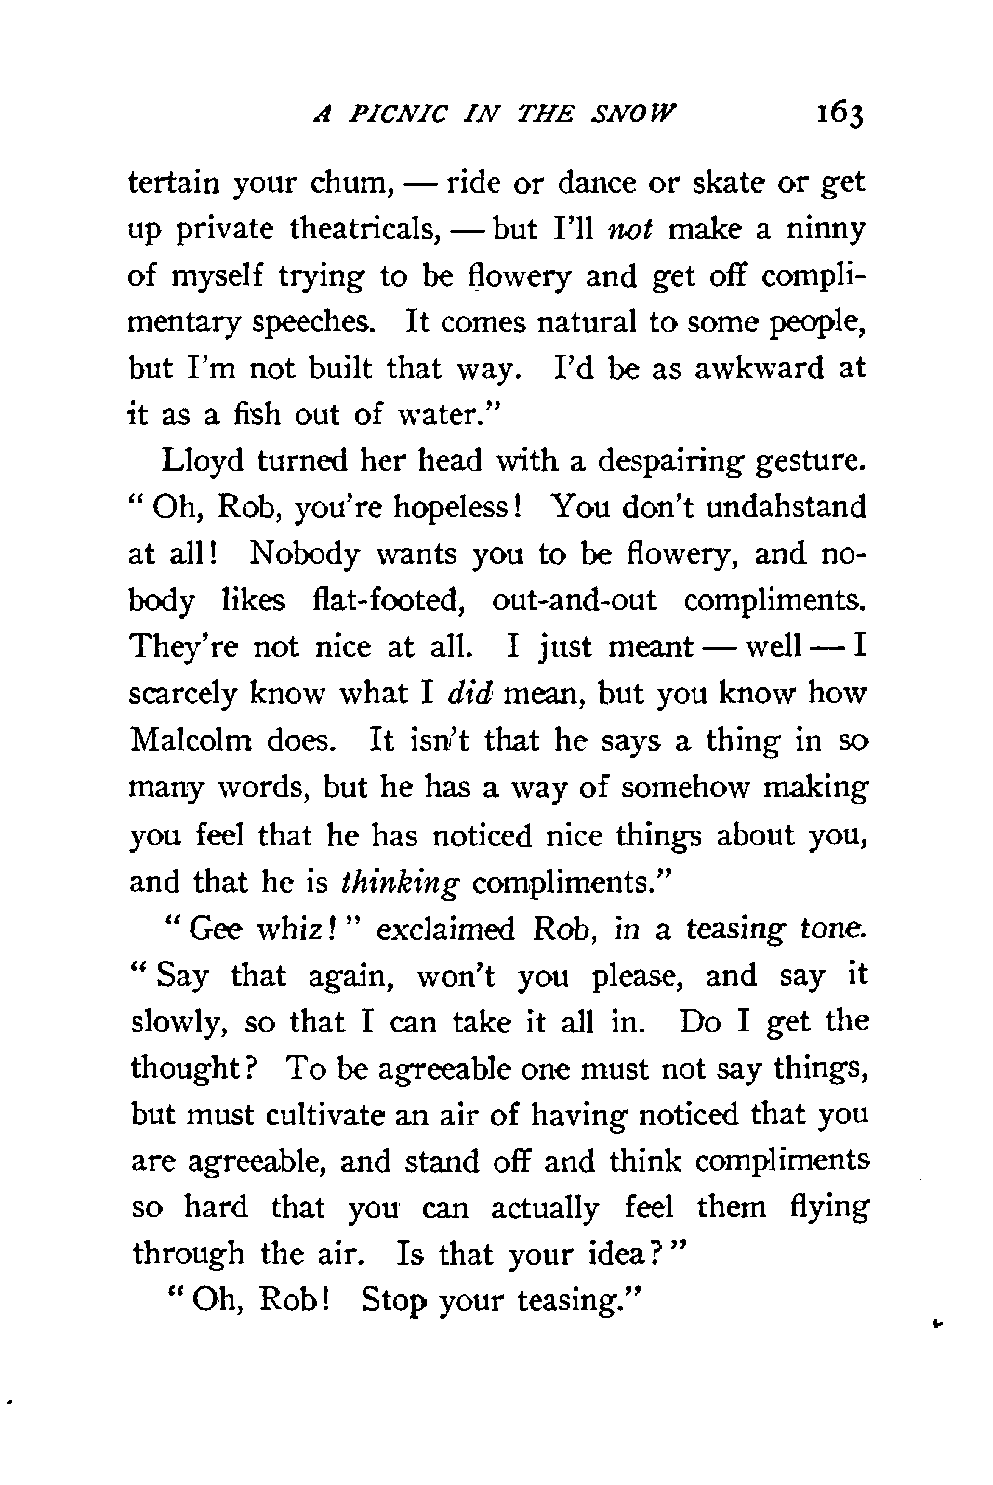 A PICNIC IN THE SNOW 163
tertain your chum, — ride or dance or skate or get
up private theatricals, — but I'll not make a ninny
of myself trying to be flowery and get off compli-
mentary speeches. It comes natural to some people,
but I'm not built that way. I'd be as awkward at
it as a fish out of water."
Lloyd turned her head with a despairing gesture.
" Oh, Rob, you're hopeless! You don't undahstand
at all! Nobody wants you to be flowery, and no-
body likes flat-footed, out-and-out compliments.
They're not nice at all. I just meant — well — I
scarcely know what I did mean, but you know how
Malcolm does. It isn't that he says a thing in so
many words, but he has a way of somehow making
you feel that he has noticed nice things about you,
and that he is thinking compliments."
" Gee whiz! " exclaimed Rob, in a teasing tone.
" Say that again, won't you please, and say it
slowly, so that I can take it all in. Do I get the
thought? To be agreeable one must not say things,
but must cultivate an air of having noticed that you
are agreeable, and stand off and think compliments
so hard that you can actually feel them flying
through the air. Is that your idea? "
" Oh, Rob! Stop your teasing."